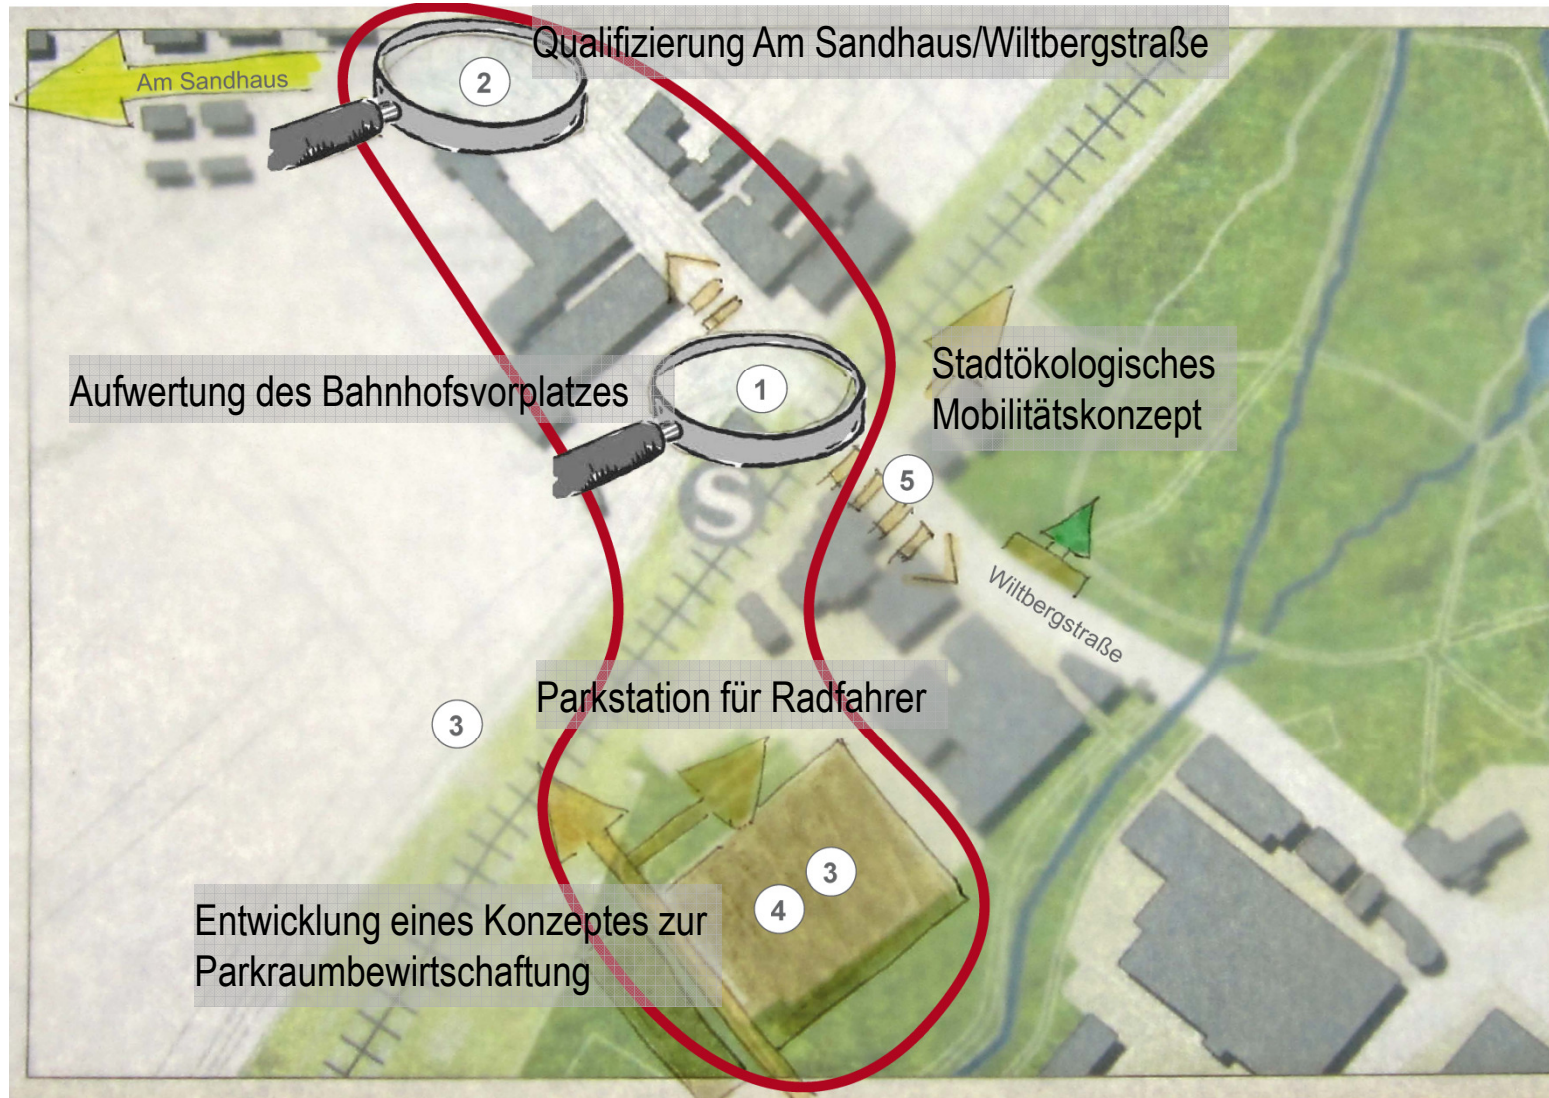 Qualifizierung Am Sandhaus/Wiltbergstraße
Am Sandhaus
2
Aufwertung des Bahnhofsvorplatzes
1
Stadtökologisches
Mobilitätskonzept
5
S
Wiltbergstraße
Parkstation für Radfahrer
3
3
4
Entwicklung eines Konzeptes zur
Parkraumbewirtschaftung